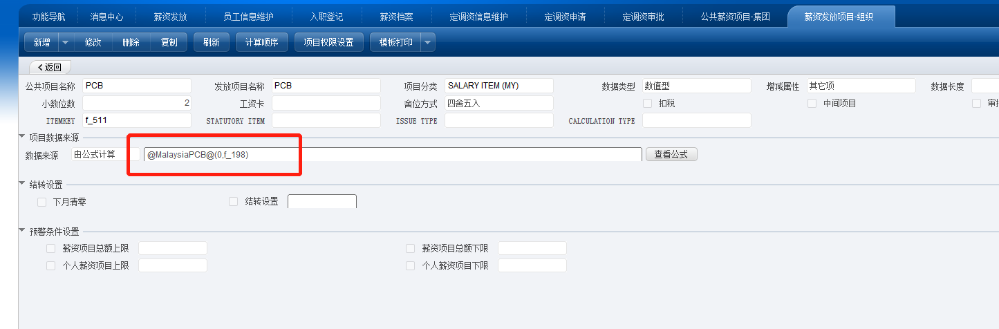 功能导航 消息中心 薪资发放 员工信息维护 入职登记 薪资档案 定调资信息维护 定调资申请 定调资审批 公共薪资项目-集团 薪资发放项目-组织
新增 修改 删除 复制 刷新 计算顺序 项目权限设置 模板打印
返回
公共项目名称 PCB 发放项目名称 PCB 项目分类 SALARY ITEM (MY) 数据类型 数值型 增减属性 其它项 数据长度
小数位数 2 工资卡 舍位方式 四舍五入 扣税 中间项目
ITEMKEY f_511 STATUTORY ITEM ISSUE TYPE CALCULATION TYPE
项目数据来源
数据来源 由公式计算 @MalaysiaPCB@(0,f_198) 查看公式
结转设置
下月清零 结转设置
预警条件设置
薪资项目总额上限 薪资项目总额下限
个人薪资项目上限 个人薪资项目下限